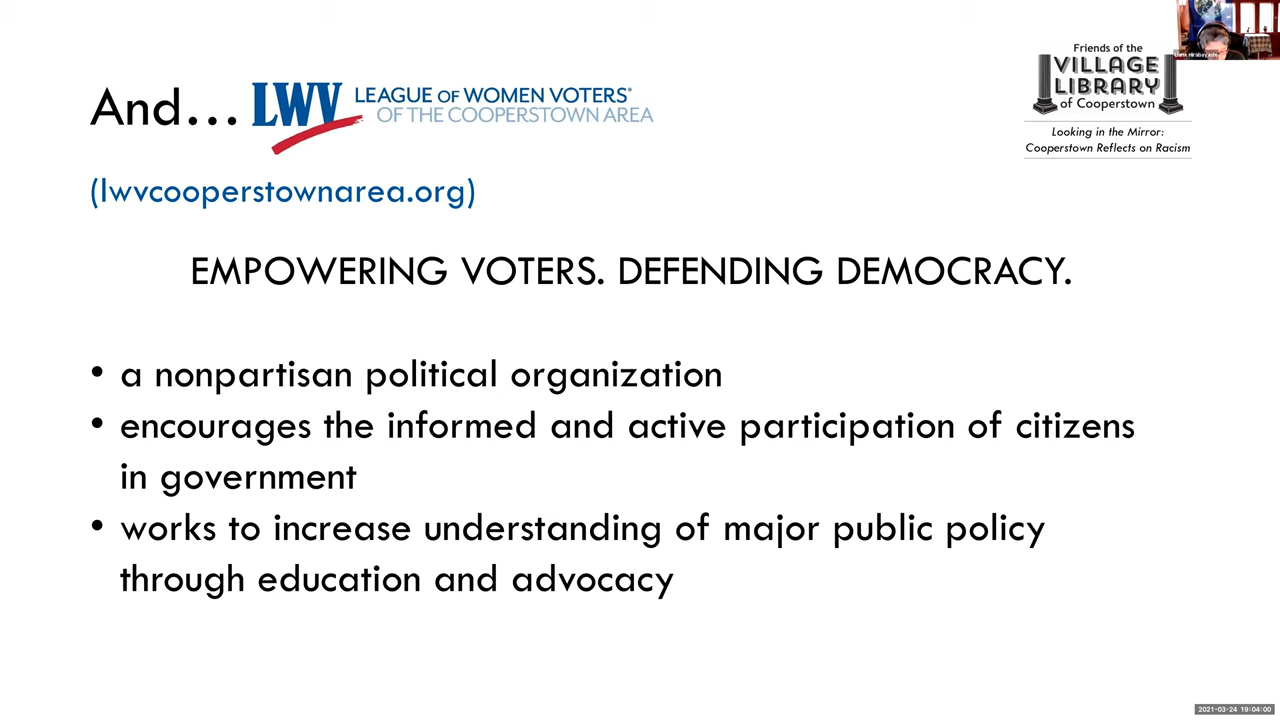 And…
LWV LEAGUE OF WOMEN VOTERS®
OF THE COOPERSTOWN AREA
(lwvcooperstownarea.org)
Friends of the
VILLAGE
LIBRARY
of Cooperstown
Looking in the Mirror:
Cooperstown Reflects on Racism
EMPOWERING VOTERS. DEFENDING DEMOCRACY.
• a nonpartisan political organization
• encourages the informed and active participation of citizens
in government
• works to increase understanding of major public policy
through education and advocacy
2021-03-24 19:04:00